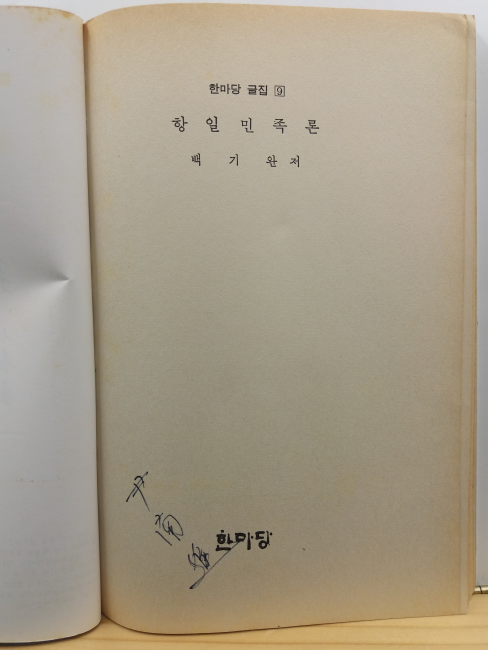 한마당 글집 9
항일민족론
백 기 완 저
한마당